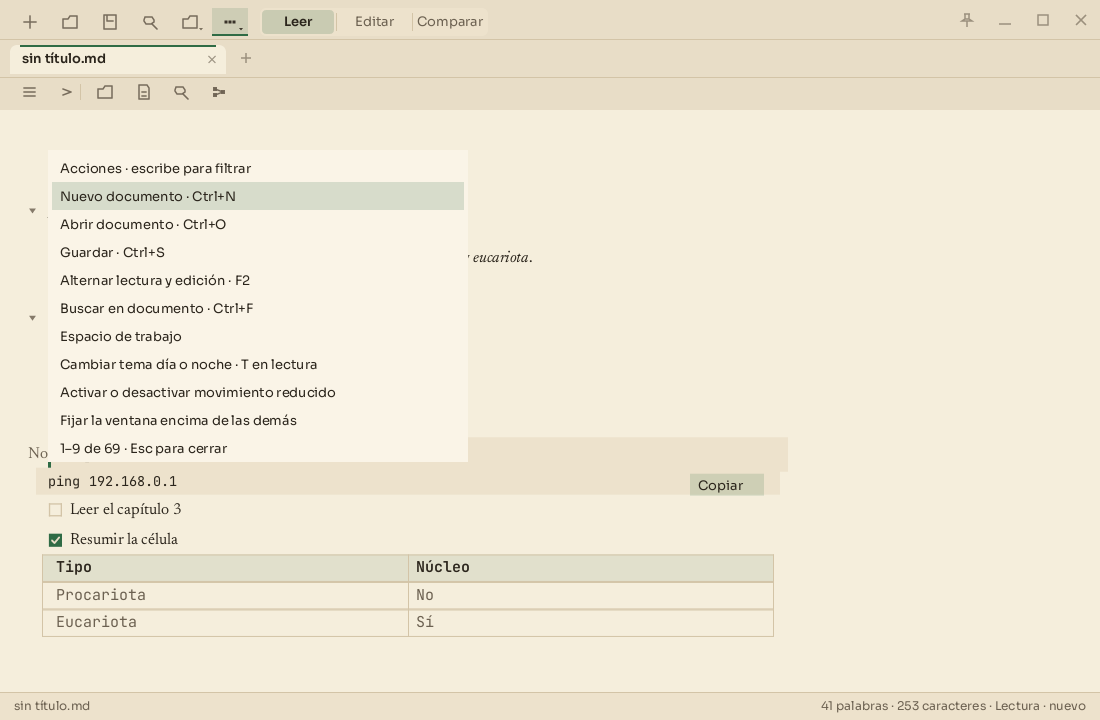 Leer Editar Comparar
sin título.md
Acciones · escribe para filtrar
Nuevo documento · Ctrl+N
Abrir documento · Ctrl+O
Guardar · Ctrl+S
eucariota.
Alternar lectura y edición · F2
Buscar en documento · Ctrl+F
Espacio de trabajo
Cambiar tema día o noche · T en lectura
Activar o desactivar movimiento reducido
Fijar la ventana encima de las demás
No
1–9 de 69 · Esc para cerrar
ping 192.168.0.1
Copiar
Leer el capítulo 3
Resumir la célula
Tipo Núcleo
Procariota No
Eucariota Sí
sin título.md 41 palabras · 253 caracteres · Lectura · nuevo